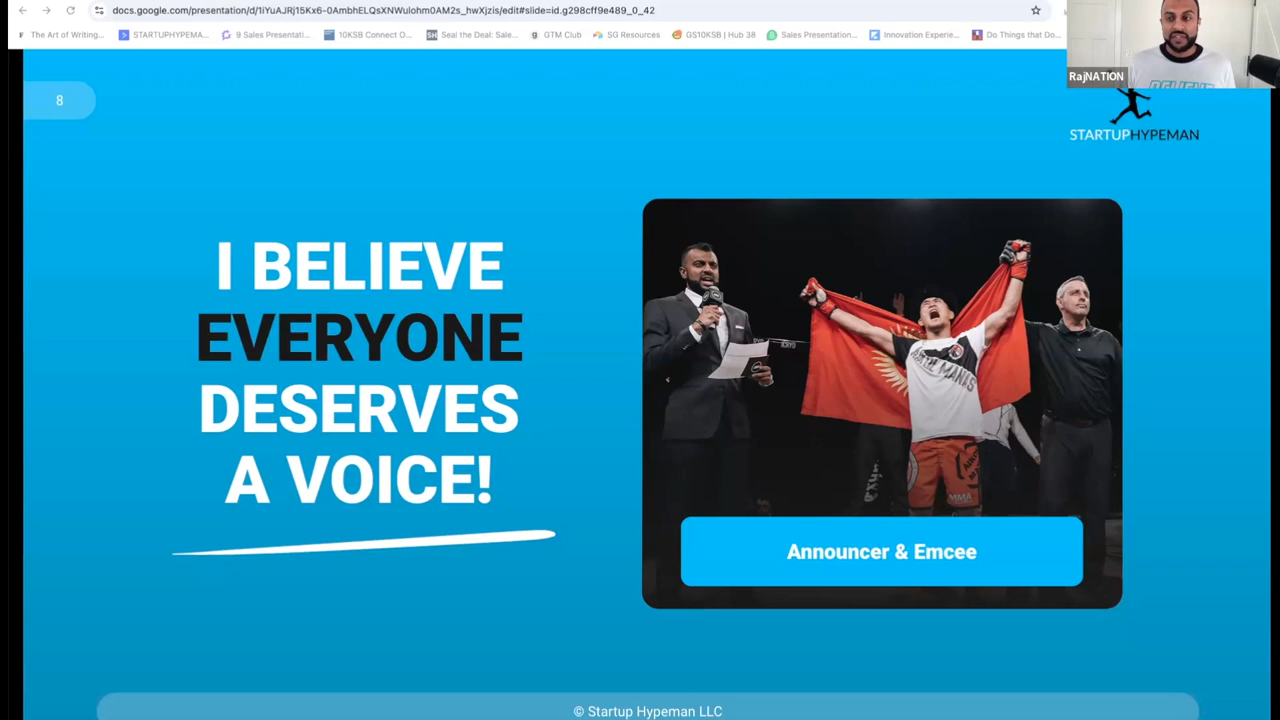 docs.google.com/presentation/d/1iYuAJRj15Kx6-0AmbhELQsXNWulohm0AM2s_hwXjzis/edit#slide=id.g298cff9e489_0_42
The Art of Writing...
STARTUPHYPEMA...
9 Sales Presentati...
10KSB Connect O...
Seal the Deal: Sale...
GTM Club
SG Resources
GS10KSB | Hub 38
Sales Presentation...
Innovation Experie...
Do Things that Do...
RajNATION
8
STARTUPHYPEMAN
I BELIEVE
EVERYONE
DESERVES
A VOICE!
Announcer & Emcee
© Startup Hypeman LLC